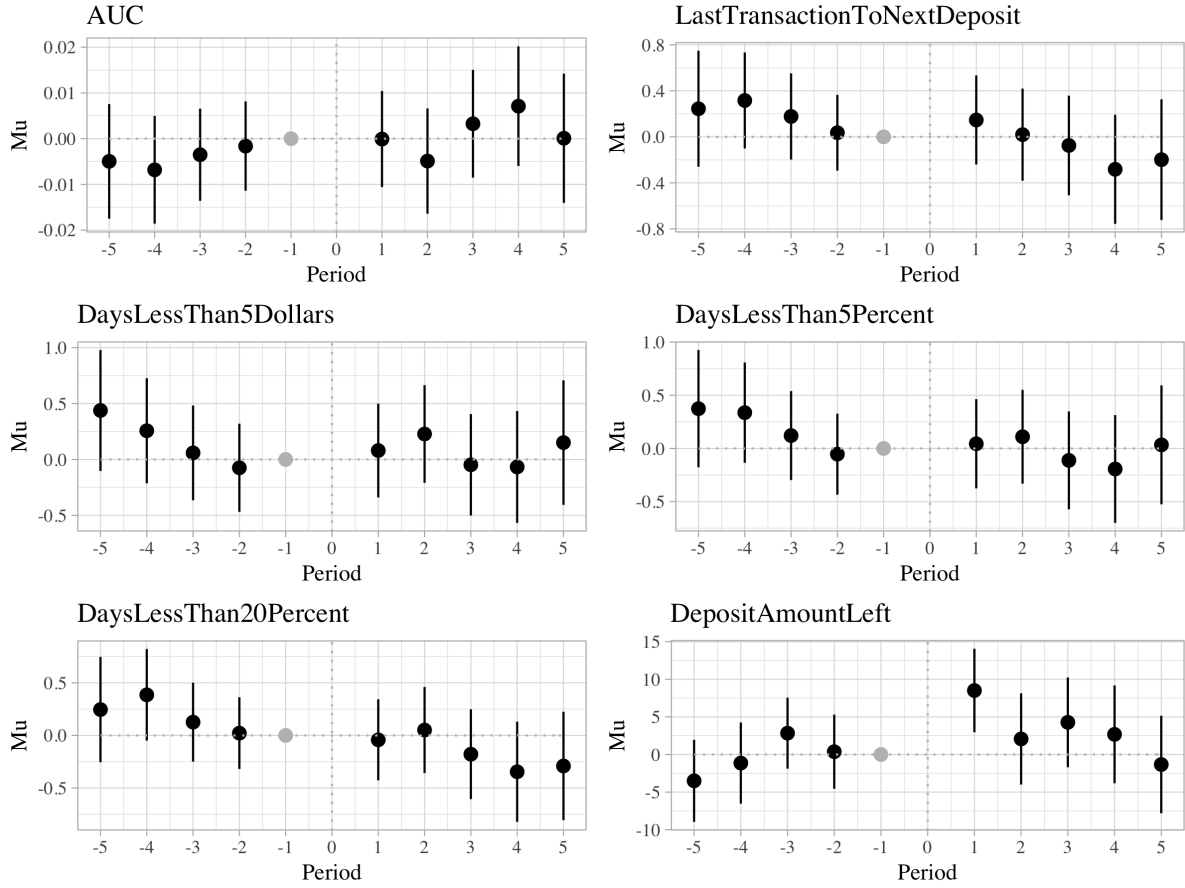 AUC
0.02
0.01
0.00
-0.01
-0.02
Mu
-5 -4 -3 -2 -1 0 1 2 3 4 5
Period
LastTransactionToNextDeposit
0.8
0.4
0.0
-0.4
-0.8
Mu
-5 -4 -3 -2 -1 0 1 2 3 4 5
Period
DaysLessThan5Dollars
1.0
0.5
0.0
-0.5
Mu
-5 -4 -3 -2 -1 0 1 2 3 4 5
Period
DaysLessThan5Percent
1.0
0.5
0.0
-0.5
Mu
-5 -4 -3 -2 -1 0 1 2 3 4 5
Period
DaysLessThan20Percent
0.5
0.0
-0.5
Mu
-5 -4 -3 -2 -1 0 1 2 3 4 5
Period
DepositAmountLeft
15
10
5
0
-5
-10
Mu
-5 -4 -3 -2 -1 0 1 2 3 4 5
Period